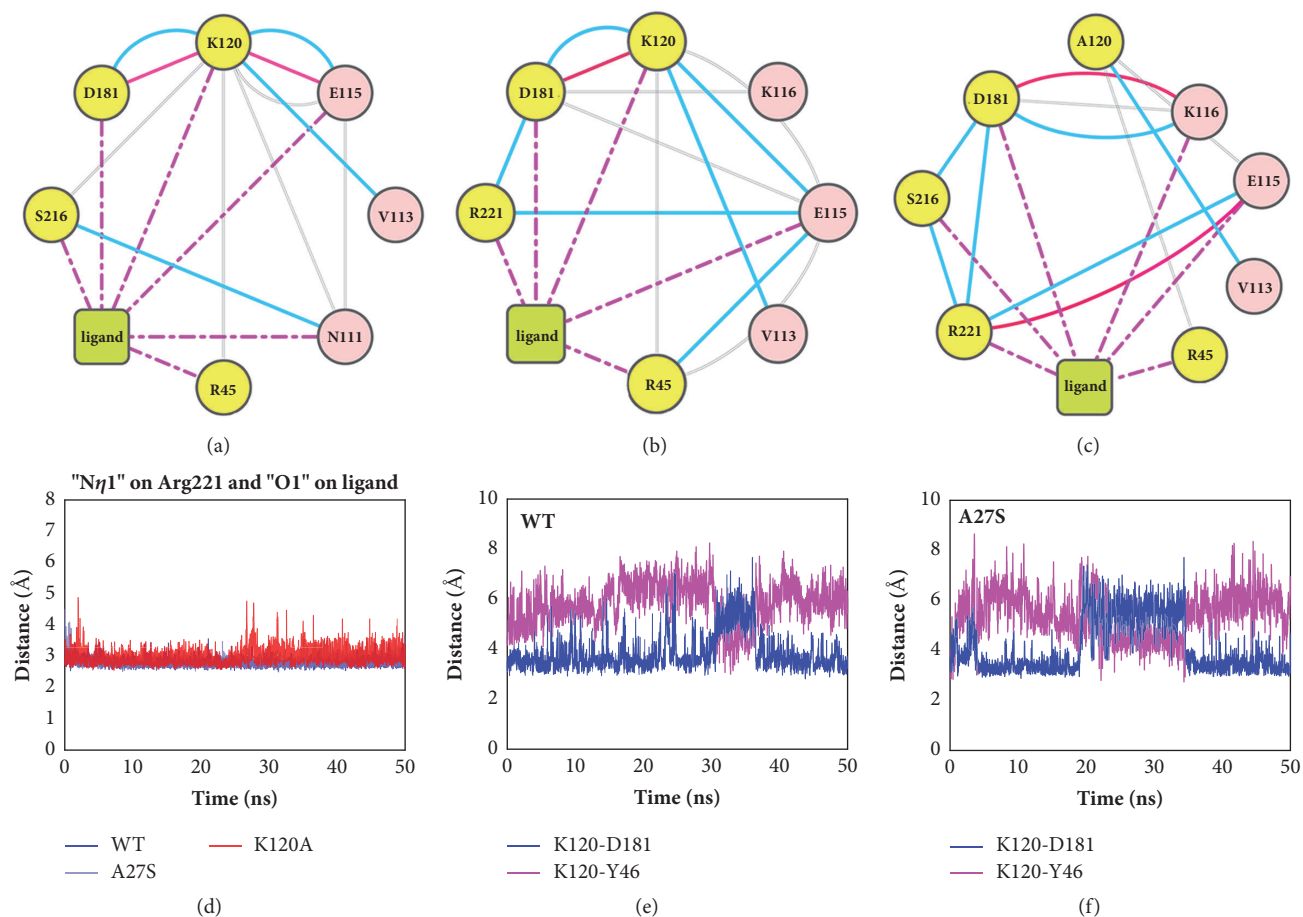 K120
D181
E115
S216
V113
ligand
N111
R45
(a)
K120
D181
K116
R221
E115
ligand
V113
R45
(b)
A120
D181
K116
E115
S216
V113
R221
R45
ligand
(c)
"Nη1" on Arg221 and "O1" on ligand
8
7
6
5
4
3
2
1
0
Distance (Å)
0 10 20 30 40 50
Time (ns)
WT K120A
A27S
(d)
WT
10
8
6
4
2
0
Distance (Å)
0 10 20 30 40 50
Time (ns)
K120-D181
K120-Y46
(e)
A27S
10
8
6
4
2
0
Distance (Å)
0 10 20 30 40 50
Time (ns)
K120-D181
K120-Y46
(f)